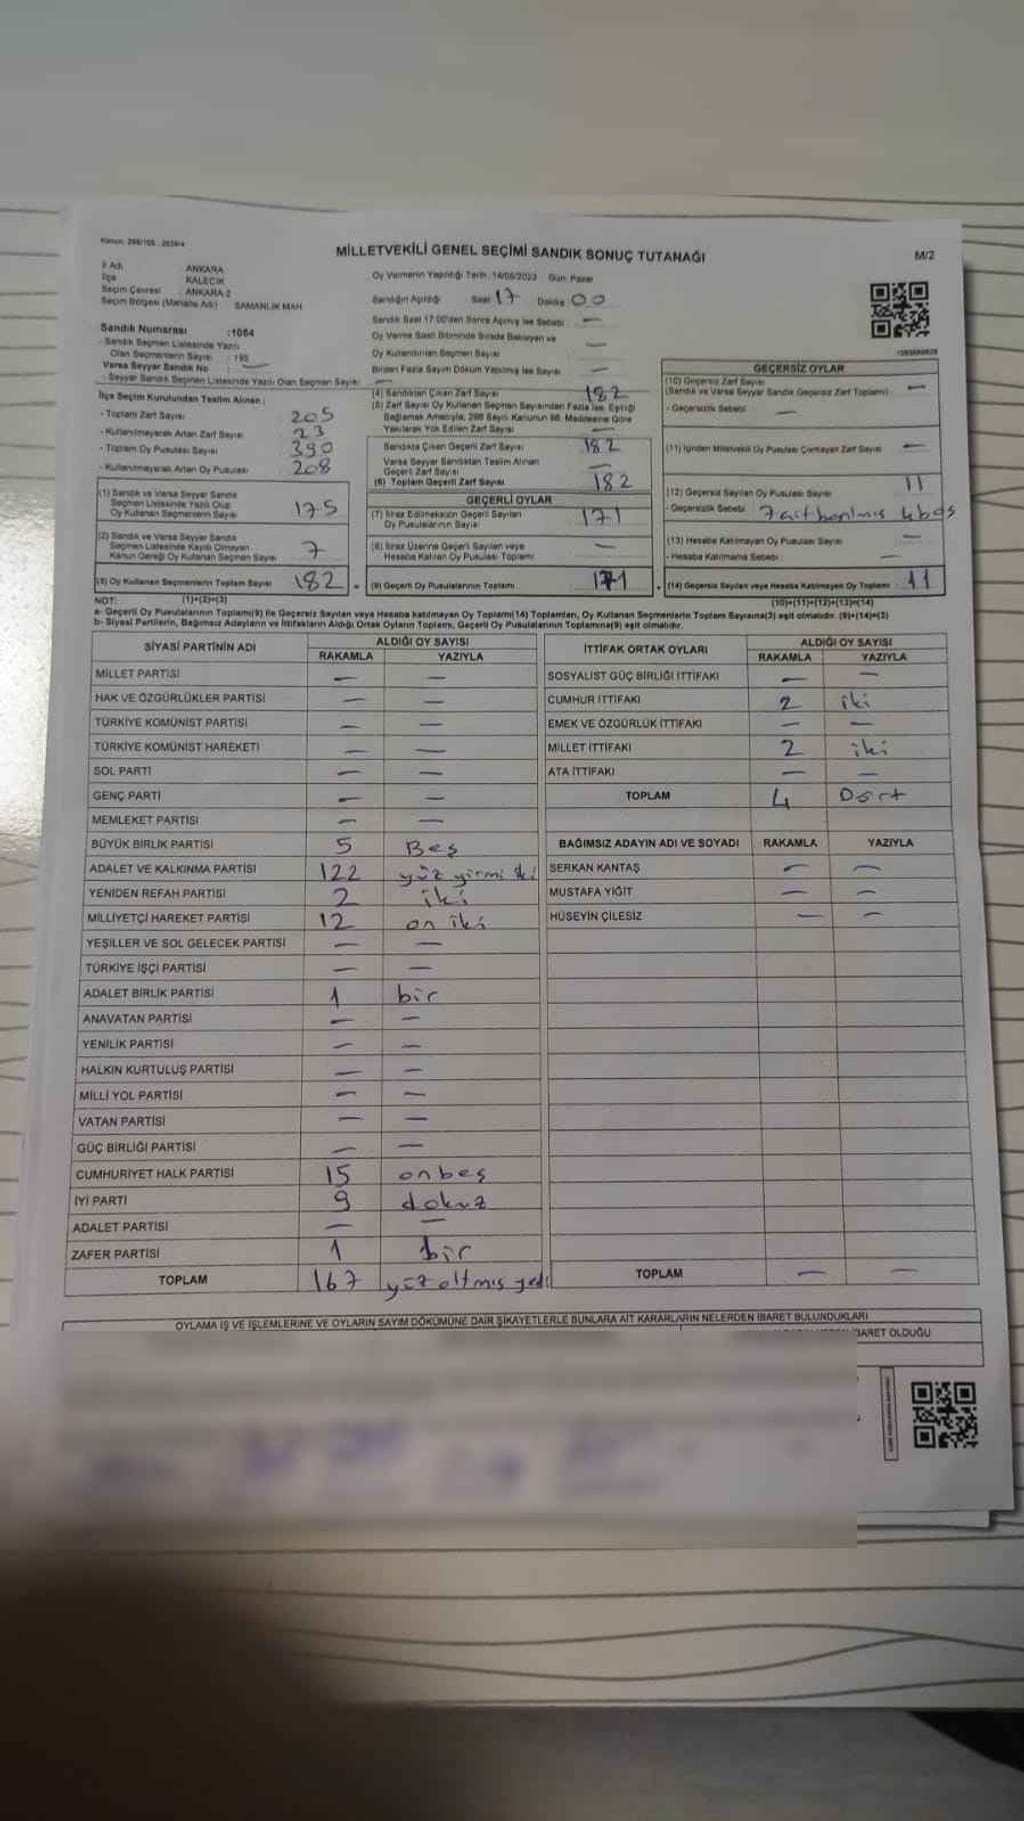 MİLLETVEKİLİ GENEL SEÇİMİ SANDIK SONUÇ TUTANAĞI
M/2
İl Adı ANKARA
İlçe KALECİK
Seçim Çevresi ANKARA 2
Seçim Bölgesi (Mahalle Adı) SAMANLIK MAH
Oy Vermenin Yapıldığı Tarih: 14/05/2023 Gün: Pazar
Sandığın Açıldığı Saat 17 Dakika 00
Sandık Saat 17:00'den Sonra Açılmış İse Sebebi: —
Sandık Numarası :1064
- Sandık Seçmen Listesinde Yazılı
Olan Seçmenlerin Sayısı : 195
Varsa Seyyar Sandık No —
- Seyyar Sandık Seçmen Listesinde Yazılı Olan Seçmen Sayısı —
Oy Verme Saati Bitiminde Sırada Bekleyen ve
Oy Kullandırılan Seçmen Sayısı —
Birden Fazla Sayım Döküm Yapılmış İse Sayısı —
İlçe Seçim Kurulundan Teslim Alınan;
- Toplam Zarf Sayısı 205
- Kullanılmayarak Artan Zarf Sayısı 23
- Toplam Oy Pusulası Sayısı 390
- Kullanılmayarak Artan Oy Pusulası 208
(1) Sandık ve Varsa Seyyar Sandık
Seçmen Listesinde Yazılı Olup
Oy Kullanan Seçmenlerin Sayısı 175
(2) Sandık ve Varsa Seyyar Sandık
Seçmen Listesinde Kayıtlı Olmayan
Kanun Gereği Oy Kullanan Seçmen Sayısı 7
(3) Oy Kullanan Seçmenlerin Toplam Sayısı 182
(4) Sandıktan Çıkan Zarf Sayısı 182
(5) Zarf Sayısı Oy Kullanan Seçmen Sayısından Fazla İse, Eşitliği
Sağlamak Amacıyla, 298 Sayılı Kanunun 98. Maddesine Göre
Yakılarak Yok Edilen Zarf Sayısı —
Sandıkta Çıkan Geçerli Zarf Sayısı 182
Varsa Seyyar Sandıktan Teslim Alınan
Geçerli Zarf Sayısı —
(6) Toplam Geçerli Zarf Sayısı 182
GEÇERLİ OYLAR
(7) İtiraz Edilmeksizin Geçerli Sayılan
Oy Pusulalarının Sayısı 171
(8) İtiraz Üzerine Geçerli Sayılan veya
Hesaba Katılan Oy Pusulası Toplamı —
(9) Geçerli Oy Pusulalarının Toplamı 171
GEÇERSİZ OYLAR
(10) Geçersiz Zarf Sayısı
(Sandık ve Varsa Seyyar Sandık Geçersiz Zarf Toplamı) —
- Geçersizlik Sebebi —
(11) İçinden Milletvekili Oy Pusulası Çıkmayan Zarf Sayısı —
(12) Geçersiz Sayılan Oy Pusulası Sayısı 11
- Geçersizlik Sebebi 4 boş
(13) Hesaba Katılmayan Oy Pusulası Sayısı —
- Hesaba Katılmama Sebebi —
(14) Geçersiz Sayılan veya Hesaba Katılmayan Oy Toplamı 11
NOT: (1)+(2)=(3) (10)+(11)+(12)+(13)=(14)
a- Geçerli Oy Pusulalarının Toplamı(9) ile Geçersiz Sayılan veya Hesaba katılmayan Oy Toplamı(14) Toplamları, Oy Kullanan Seçmenlerin Toplam Sayısına(3) eşit olmalıdır. (9)+(14)=(3)
b- Siyasi Partilerin, Bağımsız Adayların ve İttifakların Aldığı Ortak Oyların Toplamı, Geçerli Oy Pusulalarının Toplamına(9) eşit olmalıdır.
SİYASİ PARTİNİN ADI ALDIĞI OY SAYISI
RAKAMLA YAZIYLA
MİLLET PARTİSİ — —
HAK VE ÖZGÜRLÜKLER PARTİSİ — —
TÜRKİYE KOMÜNİST PARTİSİ — —
TÜRKİYE KOMÜNİST HAREKETİ — —
SOL PARTİ — —
GENÇ PARTİ — —
MEMLEKET PARTİSİ — —
BÜYÜK BİRLİK PARTİSİ 5 Beş
ADALET VE KALKINMA PARTİSİ 122 yüz yirmi iki
YENİDEN REFAH PARTİSİ 2 iki
MİLLİYETÇİ HAREKET PARTİSİ 12 on iki
YEŞİLLER VE SOL GELECEK PARTİSİ — —
TÜRKİYE İŞÇİ PARTİSİ — —
ADALET BİRLİK PARTİSİ 1 bir
ANAVATAN PARTİSİ — —
YENİLİK PARTİSİ — —
HALKIN KURTULUŞ PARTİSİ — —
MİLLİ YOL PARTİSİ — —
VATAN PARTİSİ — —
GÜÇ BİRLİĞİ PARTİSİ — —
CUMHURİYET HALK PARTİSİ 15 onbeş
İYİ PARTİ 9 dokuz
ADALET PARTİSİ — —
ZAFER PARTİSİ 1 bir
TOPLAM 167 yüz altmış yedi
İTTİFAK ORTAK OYLARI ALDIĞI OY SAYISI
RAKAMLA YAZIYLA
SOSYALİST GÜÇ BİRLİĞİ İTTİFAKI — —
CUMHUR İTTİFAKI 2 iki
EMEK VE ÖZGÜRLÜK İTTİFAKI — —
MİLLET İTTİFAKI 2 iki
ATA İTTİFAKI — —
TOPLAM 4 Dört
BAĞIMSIZ ADAYIN ADI VE SOYADI RAKAMLA YAZIYLA
SERKAN KANTAŞ — —
MUSTAFA YİĞİT — —
HÜSEYİN ÇİLESİZ — —
TOPLAM — —
OYLAMA İŞ VE İŞLEMLERİNE VE OYLARIN SAYIM DÖKÜMÜNE DAİR ŞİKAYETLERLE BUNLARA AİT KARARLARIN NELERDEN İBARET BULUNDUKLARI
BARET OLDUĞU